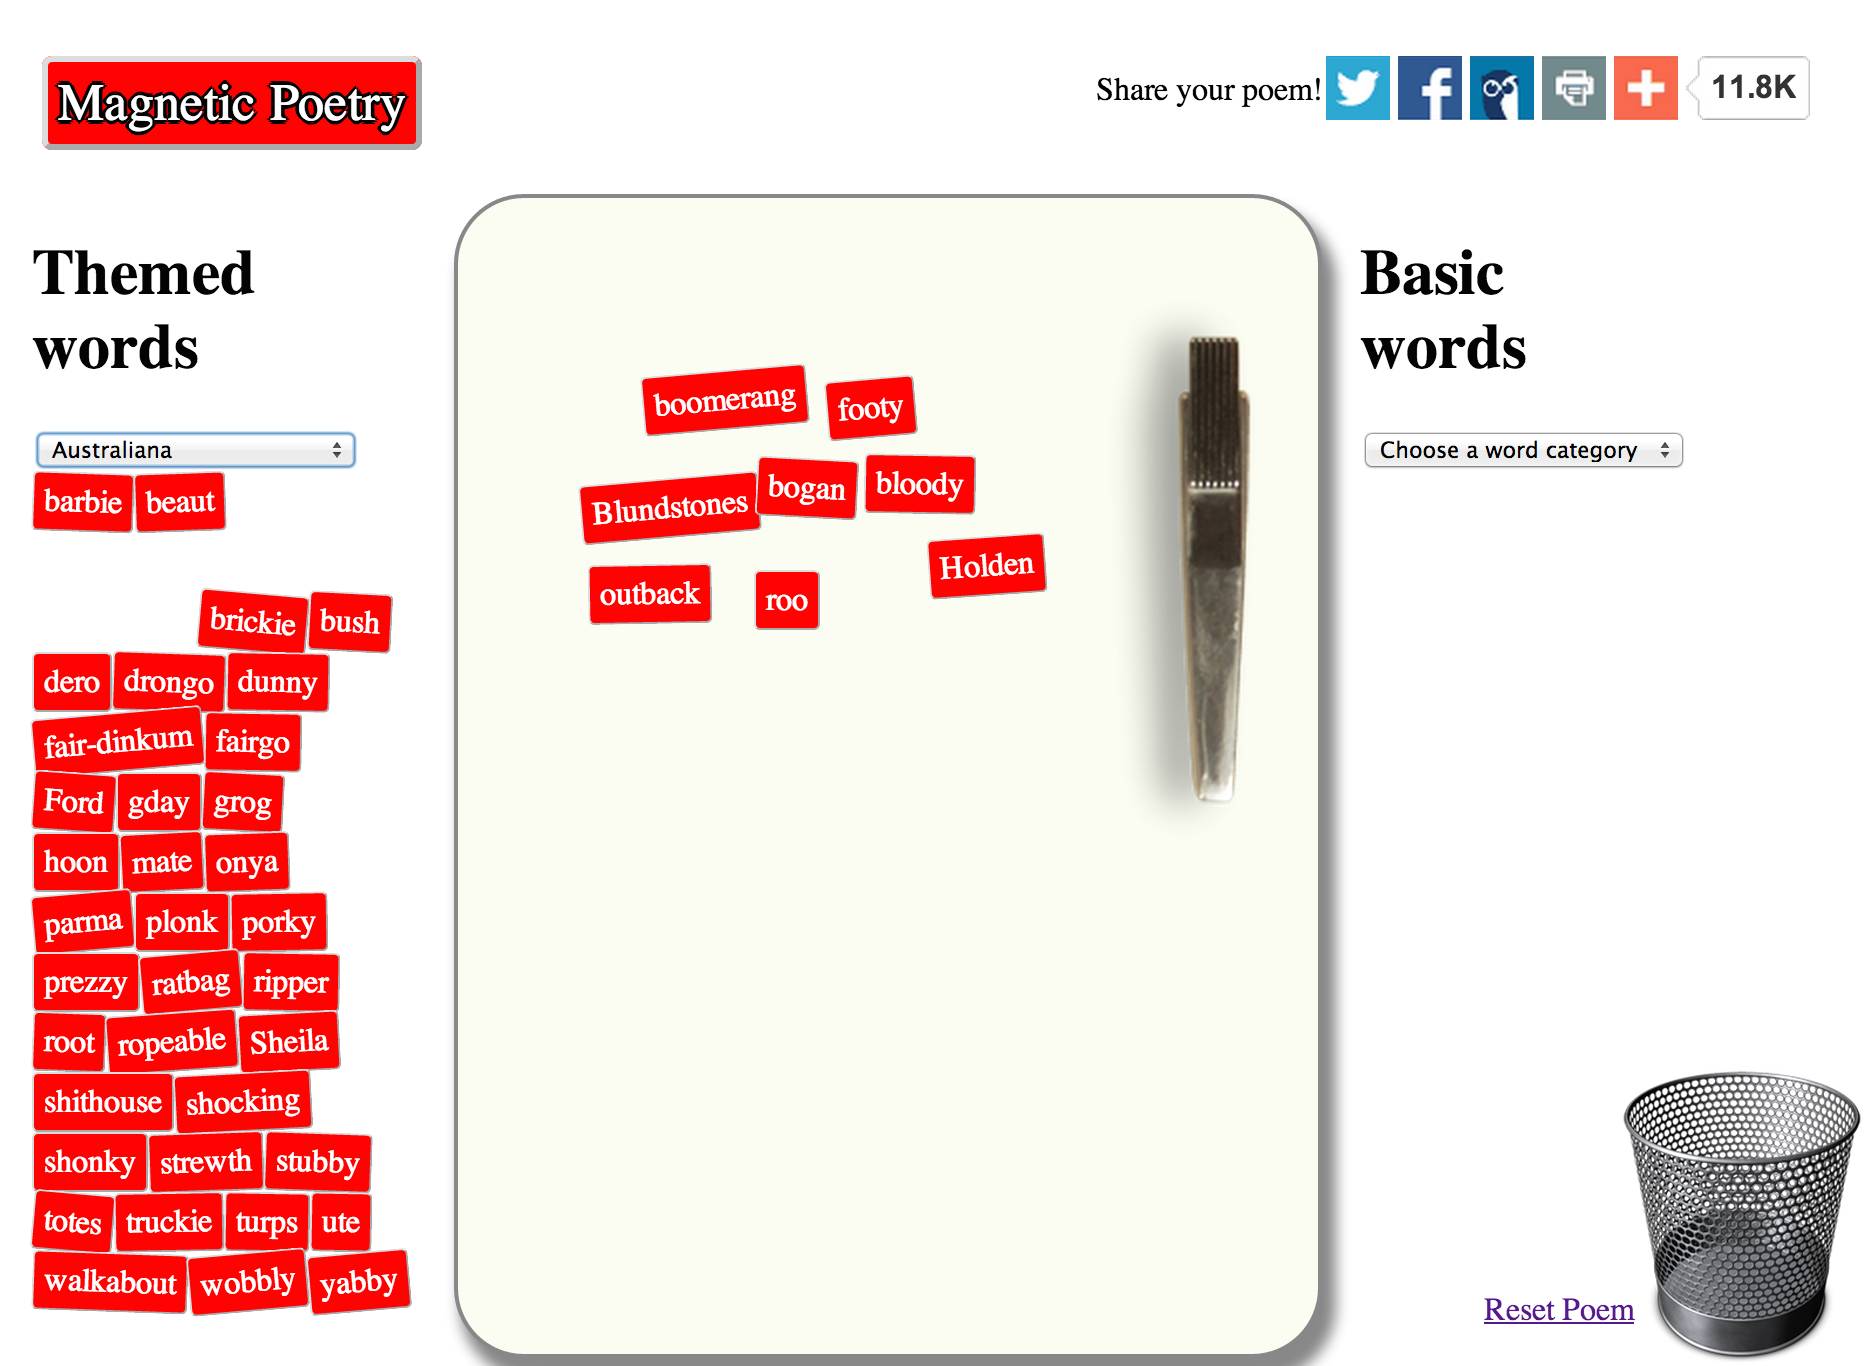 Magnetic Poetry
Share your poem!
11.8K
Themed
words
Australiana
barbie beaut
brickie bush
dero drongo dunny
fair-dinkum fairgo
Ford gday grog
hoon mate onya
parma plonk porky
prezzy ratbag ripper
root ropeable Sheila
shithouse shocking
shonky strewth stubby
totes truckie turps ute
walkabout wobbly yabby
boomerang footy
Blundstones bogan bloody
Holden
outback roo
Basic
words
Choose a word category
Reset Poem